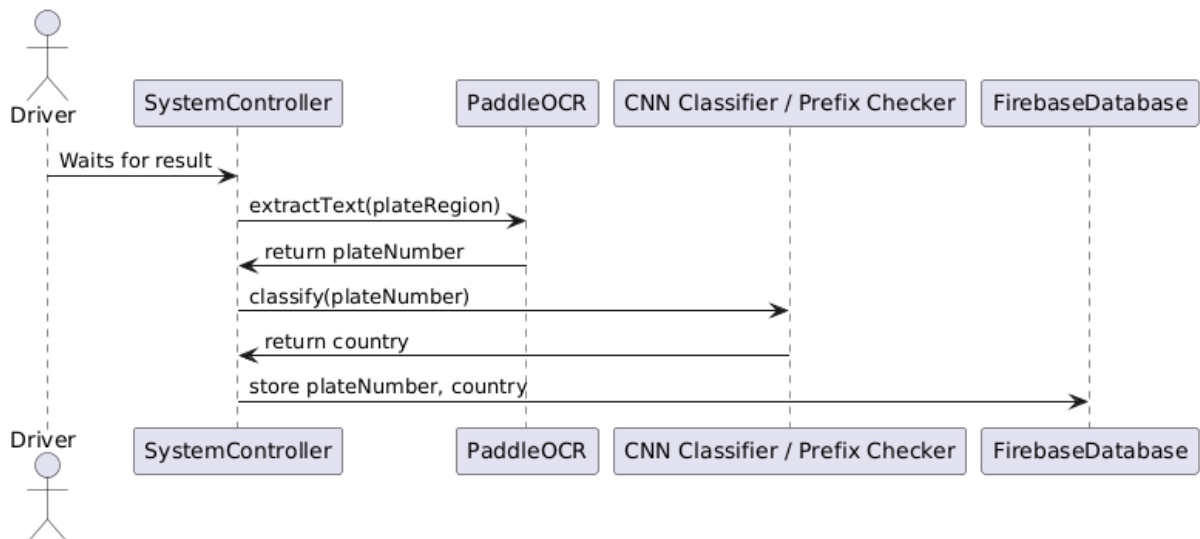 Driver
SystemController
PaddleOCR
CNN Classifier / Prefix Checker
FirebaseDatabase
Waits for result
extractText(plateRegion)
return plateNumber
classify(plateNumber)
return country
store plateNumber, country
Driver
SystemController
PaddleOCR
CNN Classifier / Prefix Checker
FirebaseDatabase